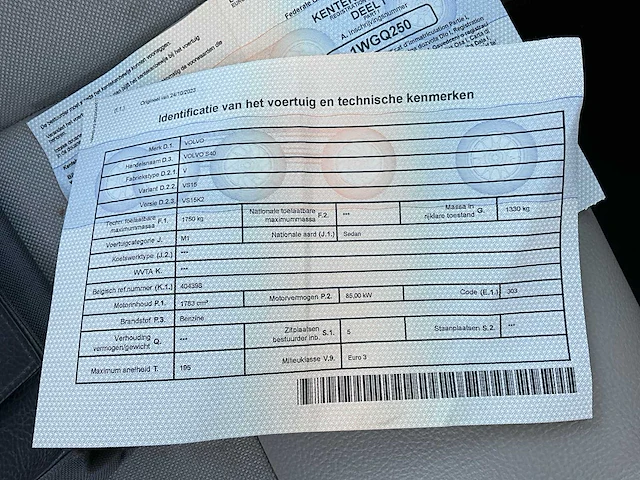 Federale
KENTEKEN
DEEL I
A. Inschrijvingsnummer
1WGQ250
Origineel van 24/10/2022
Identificatie van het voertuig en technische kenmerken
Merk D.1. VOLVO
Handelsnaam D.3. VOLVO S40
Fabriekstype D.2.1. V
Variant D.2.2. VS15
Versie D.2.3. VS15K2
Techn. toelaatbare maximummassa F.1. 1750 kg Nationale toelaatbare maximummassa F.2. *** Massa in rijklare toestand G. 1330 kg
Voertuigcategorie J. M1 Nationale aard (J.1.) Sedan
Koetswerktype (J.2.) ***
WVTA K. ***
Belgisch ref.nummer (K.1.) 404398
Motorinhoud P.1. 1783 cm³ Motorvermogen P.2. 85,00 kW Code (E.1.) 303
Brandstof P.3. Benzine
Verhouding vermogen/gewicht Q. *** Zitplaatsen bestuurder inb. S.1. 5 Staanplaatsen S.2. ***
Maximum snelheid T. 195 Milieuklasse V.9. Euro 3